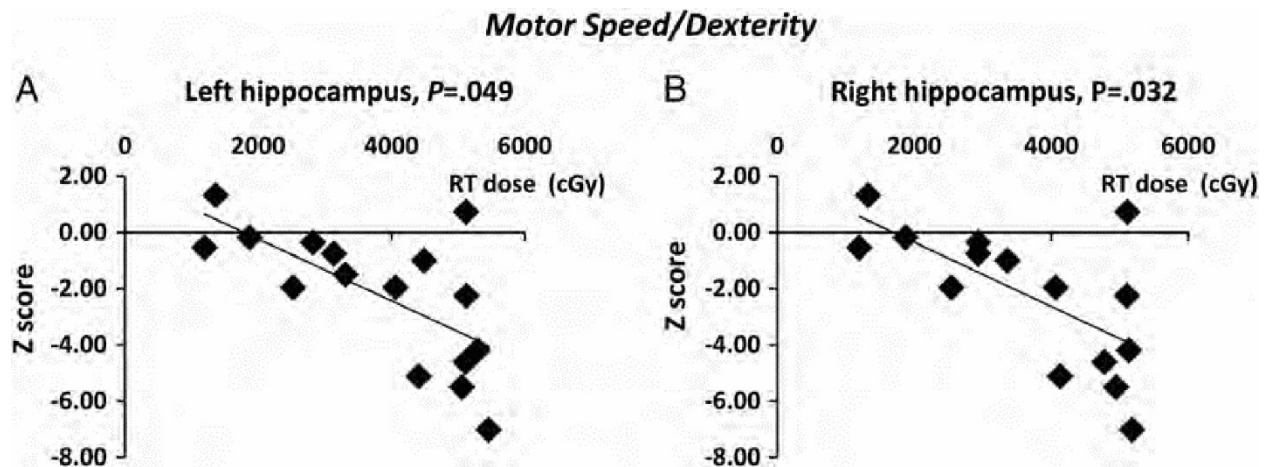 Motor Speed/Dexterity
A
Left hippocampus, P=.049
0 2000 4000 6000
RT dose (cGy)
Z score
2.00
0.00
-2.00
-4.00
-6.00
-8.00
B
Right hippocampus, P=.032
0 2000 4000 6000
RT dose (cGy)
Z score
2.00
0.00
-2.00
-4.00
-6.00
-8.00